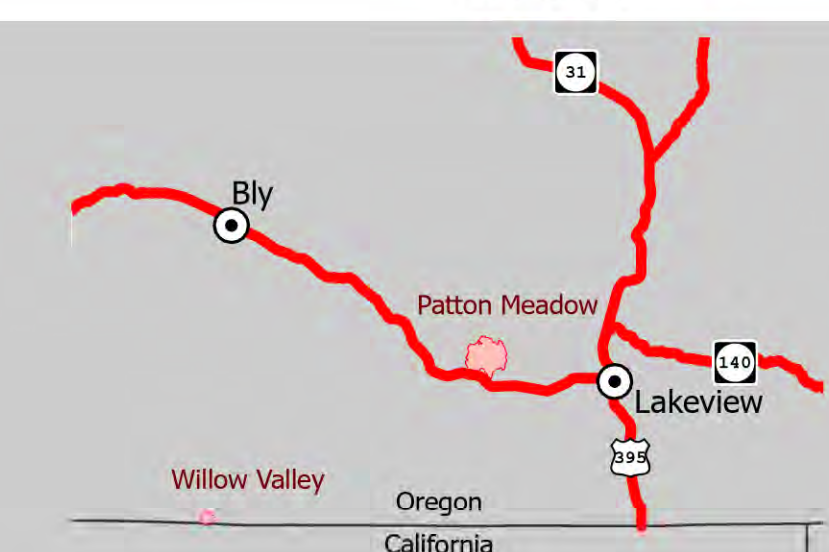 31
Bly
Patton Meadow
140
Lakeview
395
Willow Valley
Oregon
California